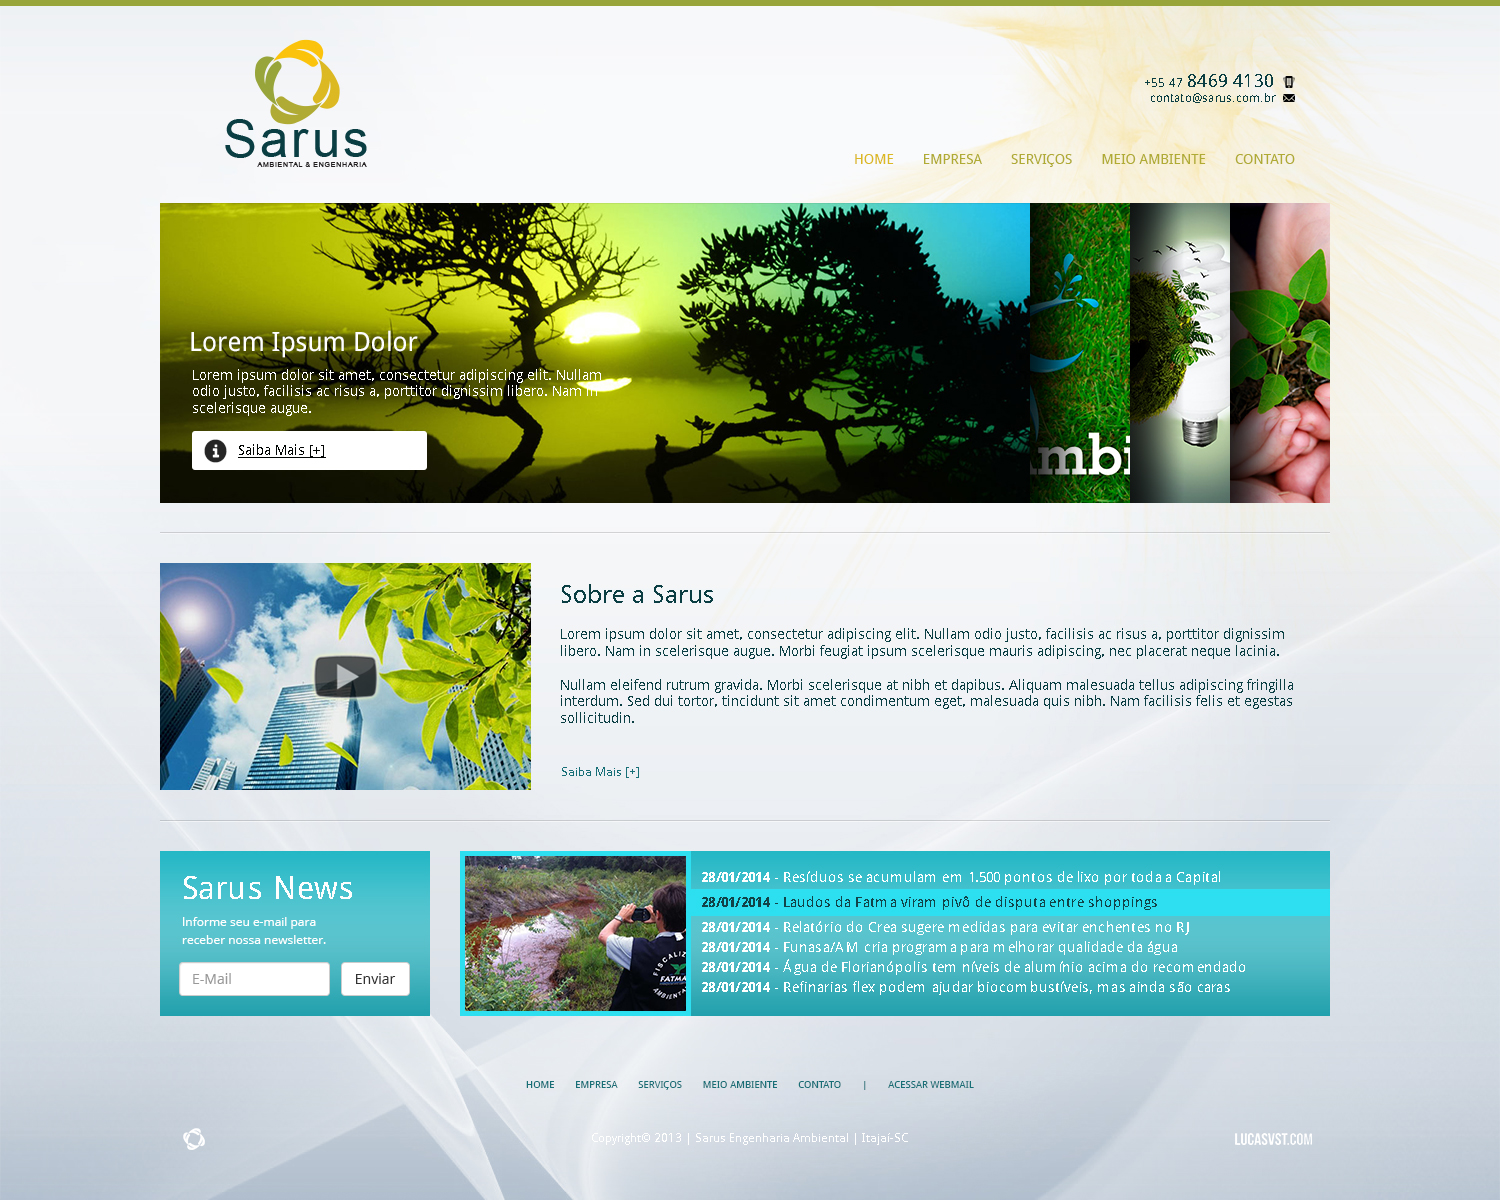 Sarus
AMBIENTAL & ENGENHARIA
+55 47 8469 4130
contato@sarus.com.br
HOME EMPRESA SERVIÇOS MEIO AMBIENTE CONTATO
Lorem Ipsum Dolor
Lorem ipsum dolor sit amet, consectetur adipiscing elit. Nullam
odio justo, facilisis ac risus a, porttitor dignissim libero. Nam in
scelerisque augue.
Saiba Mais [+]
mbi
Sobre a Sarus
Lorem ipsum dolor sit amet, consectetur adipiscing elit. Nullam odio justo, facilisis ac risus a, porttitor dignissim
libero. Nam in scelerisque augue. Morbi feugiat ipsum scelerisque mauris adipiscing, nec placerat neque lacinia.
Nullam eleifend rutrum gravida. Morbi scelerisque at nibh et dapibus. Aliquam malesuada tellus adipiscing fringilla
interdum. Sed dui tortor, tincidunt sit amet condimentum eget, malesuada quis nibh. Nam facilisis felis et egestas
sollicitudin.
Saiba Mais [+]
Sarus News
Informe seu e-mail para
receber nossa newsletter.
E-Mail
Enviar
FISCALIZ
FATMA
AMBIENTA
28/01/2014 - Resíduos se acumulam em 1.500 pontos de lixo por toda a Capital
28/01/2014 - Laudos da Fatma viram pivô de disputa entre shoppings
28/01/2014 - Relatório do Crea sugere medidas para evitar enchentes no RJ
28/01/2014 - Funasa/AM cria programa para melhorar qualidade da água
28/01/2014 - Água de Florianópolis tem níveis de alumínio acima do recomendado
28/01/2014 - Refinarias flex podem ajudar biocombustíveis, mas ainda são caras
HOME EMPRESA SERVIÇOS MEIO AMBIENTE CONTATO | ACESSAR WEBMAIL
Copyright© 2013 | Sarus Engenharia Ambiental | Itajaí-SC
LUCASVST.COM